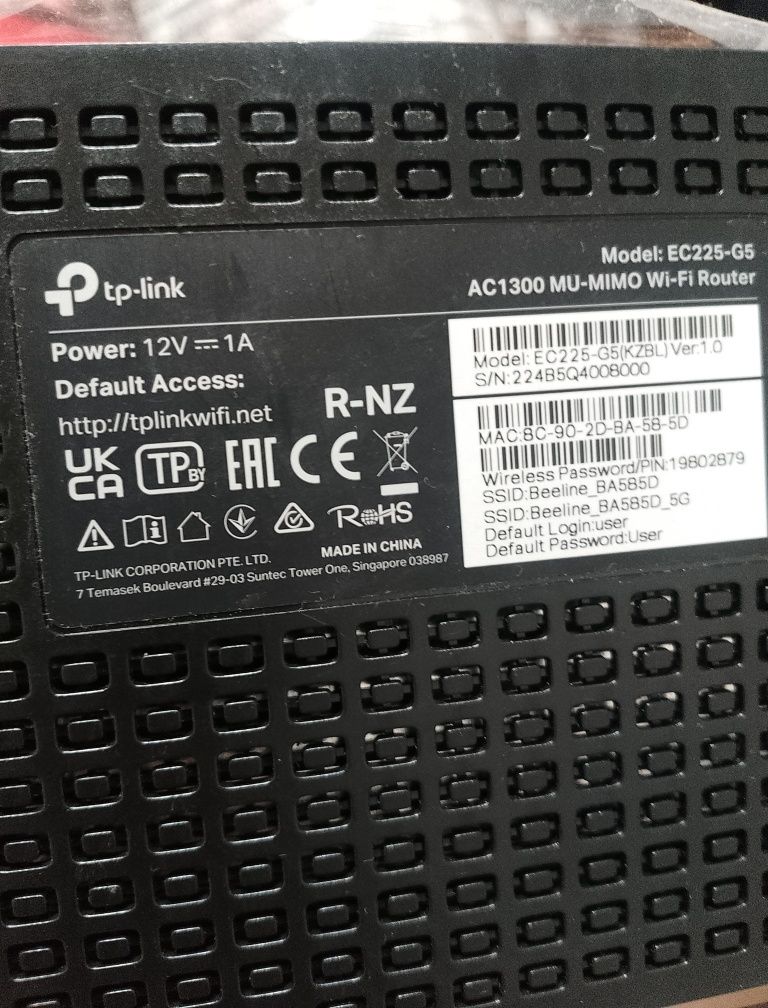 tp-link
Model: EC225-G5
AC1300 MU-MIMO Wi-Fi Router
Power: 12V ⎓ 1A
Default Access:
http://tplinkwifi.net
R-NZ
UK
CA
TP BY
EAC CE
RoHS
MADE IN CHINA
TP-LINK CORPORATION PTE. LTD.
7 Temasek Boulevard #29-03 Suntec Tower One, Singapore 038987
Model:EC225-G5(KZBL) Ver:1.0
S/N:224B5Q4008000
MAC:8C-90-2D-BA-58-5D
Wireless Password/PIN:19802879
SSID:Beeline_BA585D
SSID:Beeline_BA585D_5G
Default Login:user
Default Password:User